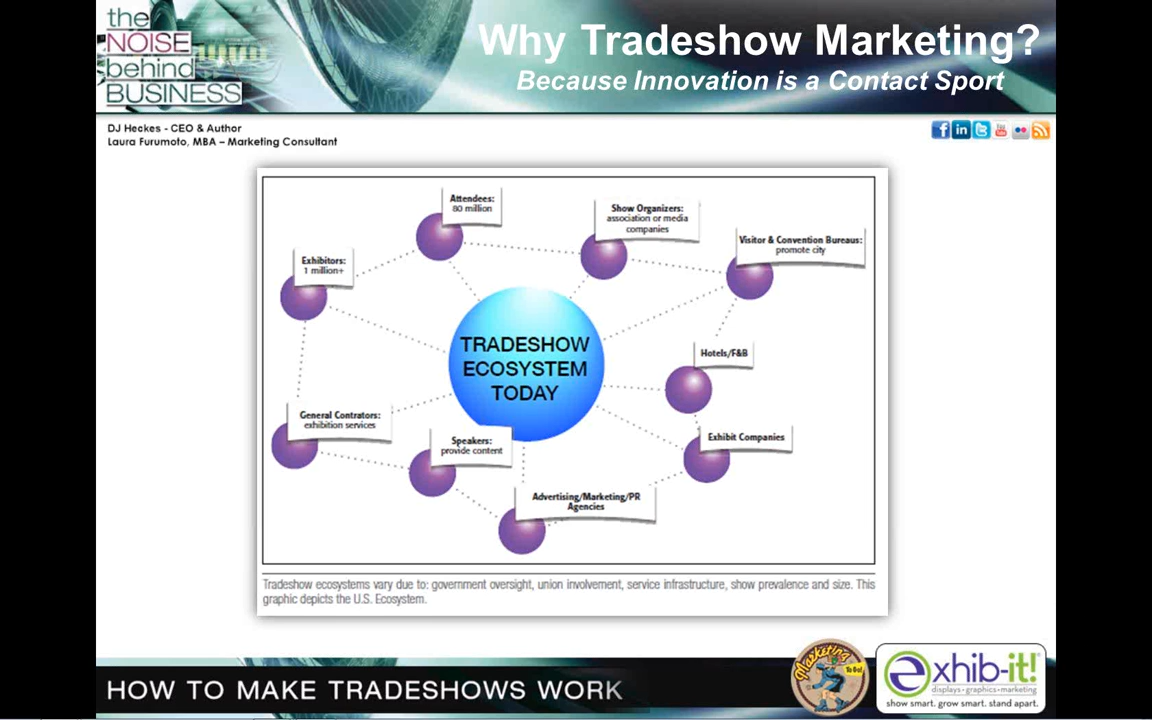 the
NOISE
behind
BUSINESS
Why Tradeshow Marketing?
Because Innovation is a Contact Sport
DJ Heckes - CEO & Author
Laura Furumoto, MBA – Marketing Consultant
Attendees:
80 million
Show Organizers:
association or media
companies
Visitor & Convention Bureaus:
promote city
Exhibitors:
1 million+
TRADESHOW
ECOSYSTEM
TODAY
Hotels/F&B
General Contrators:
exhibition services
Speakers:
provide content
Exhibit Companies
Advertising/Marketing/PR
Agencies
Tradeshow ecosystems vary due to: government oversight, union involvement, service infrastructure, show prevalence and size. This
graphic depicts the U.S. Ecosystem.
HOW TO MAKE TRADESHOWS WORK
Marketing
To Go!
exhib-it!
displays•graphics•marketing
show smart. grow smart. stand apart.